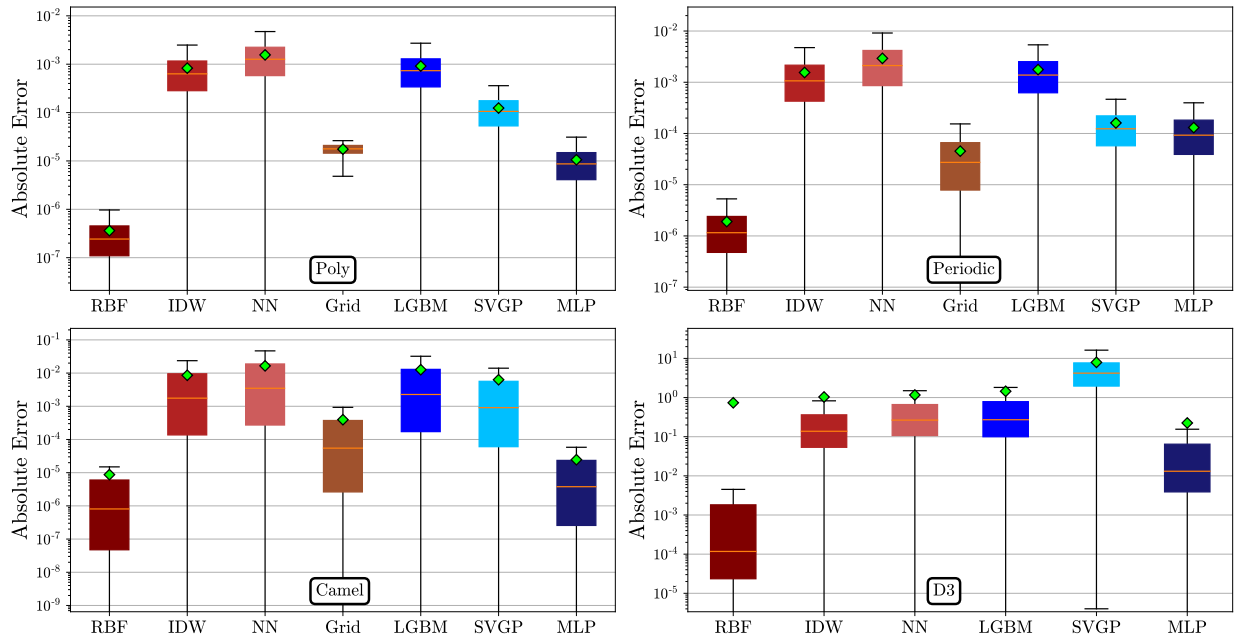 Absolute Error
10⁻²
10⁻³
10⁻⁴
10⁻⁵
10⁻⁶
10⁻⁷
Poly
RBF IDW NN Grid LGBM SVGP MLP
Absolute Error
10⁻²
10⁻³
10⁻⁴
10⁻⁵
10⁻⁶
10⁻⁷
Periodic
RBF IDW NN Grid LGBM SVGP MLP
Absolute Error
10⁻¹
10⁻²
10⁻³
10⁻⁴
10⁻⁵
10⁻⁶
10⁻⁷
10⁻⁸
10⁻⁹
Camel
RBF IDW NN Grid LGBM SVGP MLP
Absolute Error
10¹
10⁰
10⁻¹
10⁻²
10⁻³
10⁻⁴
10⁻⁵
D3
RBF IDW NN LGBM SVGP MLP